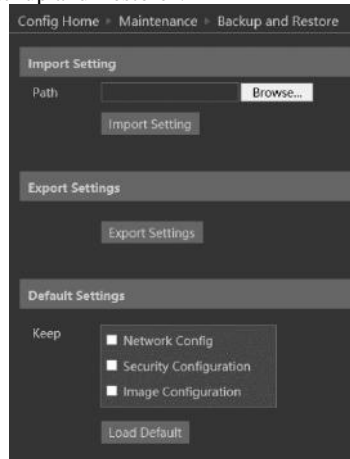 Config Home ▶ Maintenance ▶ Backup and Restore
Import Setting
Path Browse...
Import Setting
Export Settings
Export Settings
Default Settings
Keep
Network Config
Security Configuration
Image Configuration
Load Default